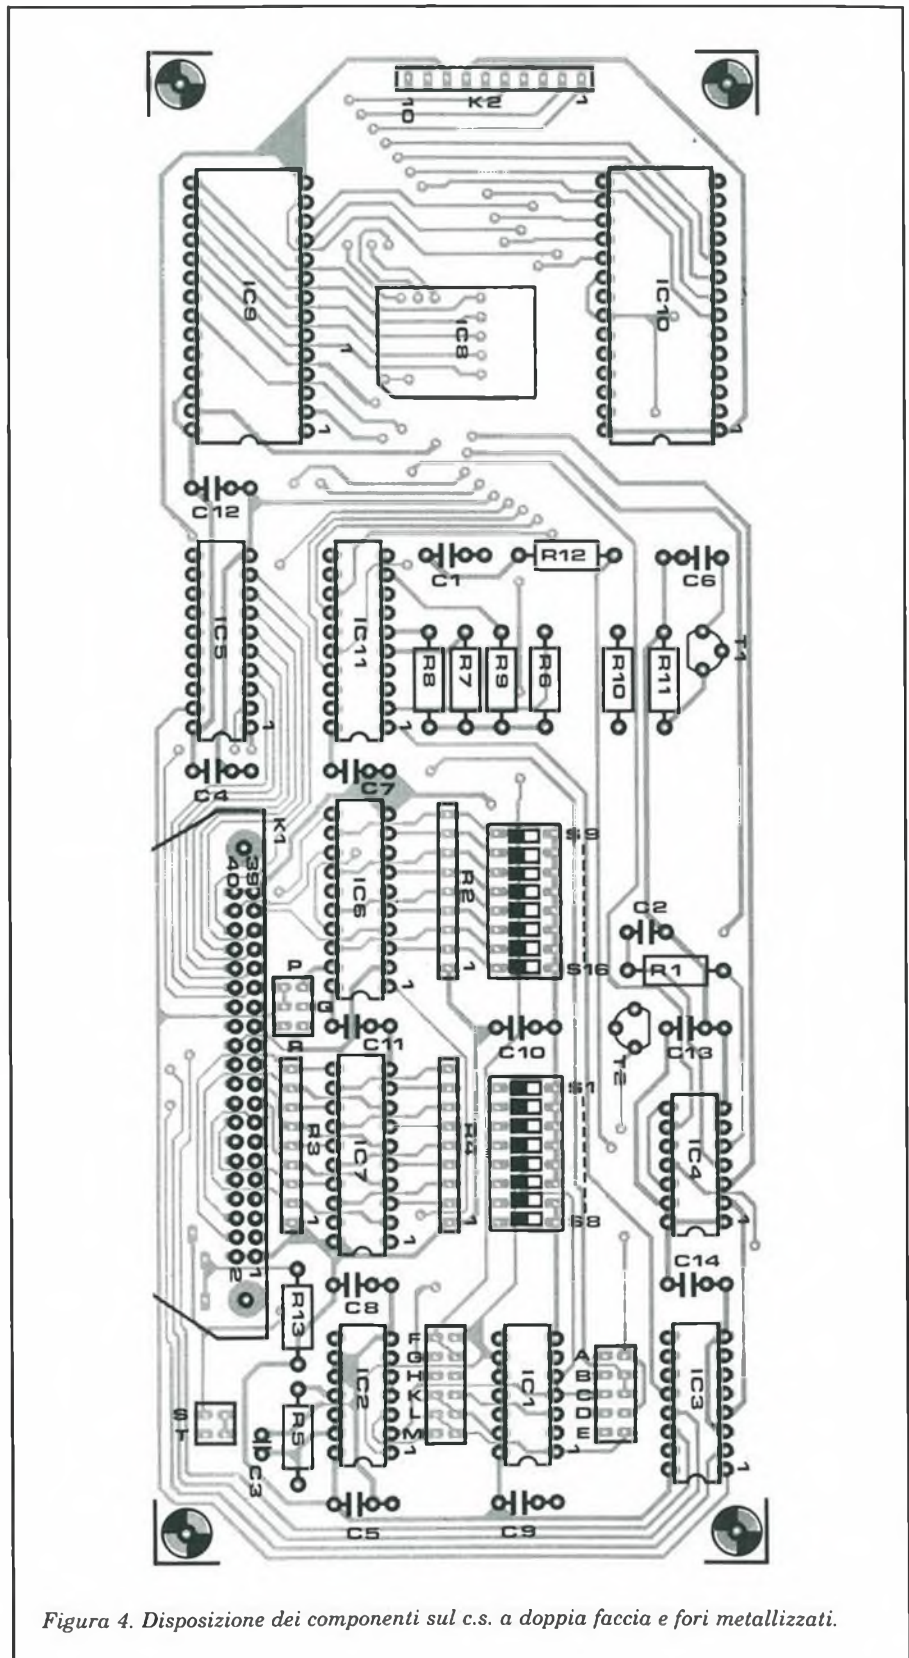 10 K2 1
IC9
IC8
IC10
1
1
1
C12
C1
R12
C6
IC5
IC11
R8
R7
R9
R6
R10
R11
T1
1
1
C4
C7
K1
40 39
IC6
R2
S9
C2
1
1
S16
R1
P
Q
R
C11
C10
T2
C13
R3
IC7
R4
S1
IC4
1
1
1
S8
1
2 1
C14
R13
C8
F
G
H
K
L
M
IC2
IC1
A
B
C
D
E
IC3
S
T
C3
R5
1
1
1
C5
C9
Figura 4. Disposizione dei componenti sul c.s. a doppia faccia e fori metallizzati.